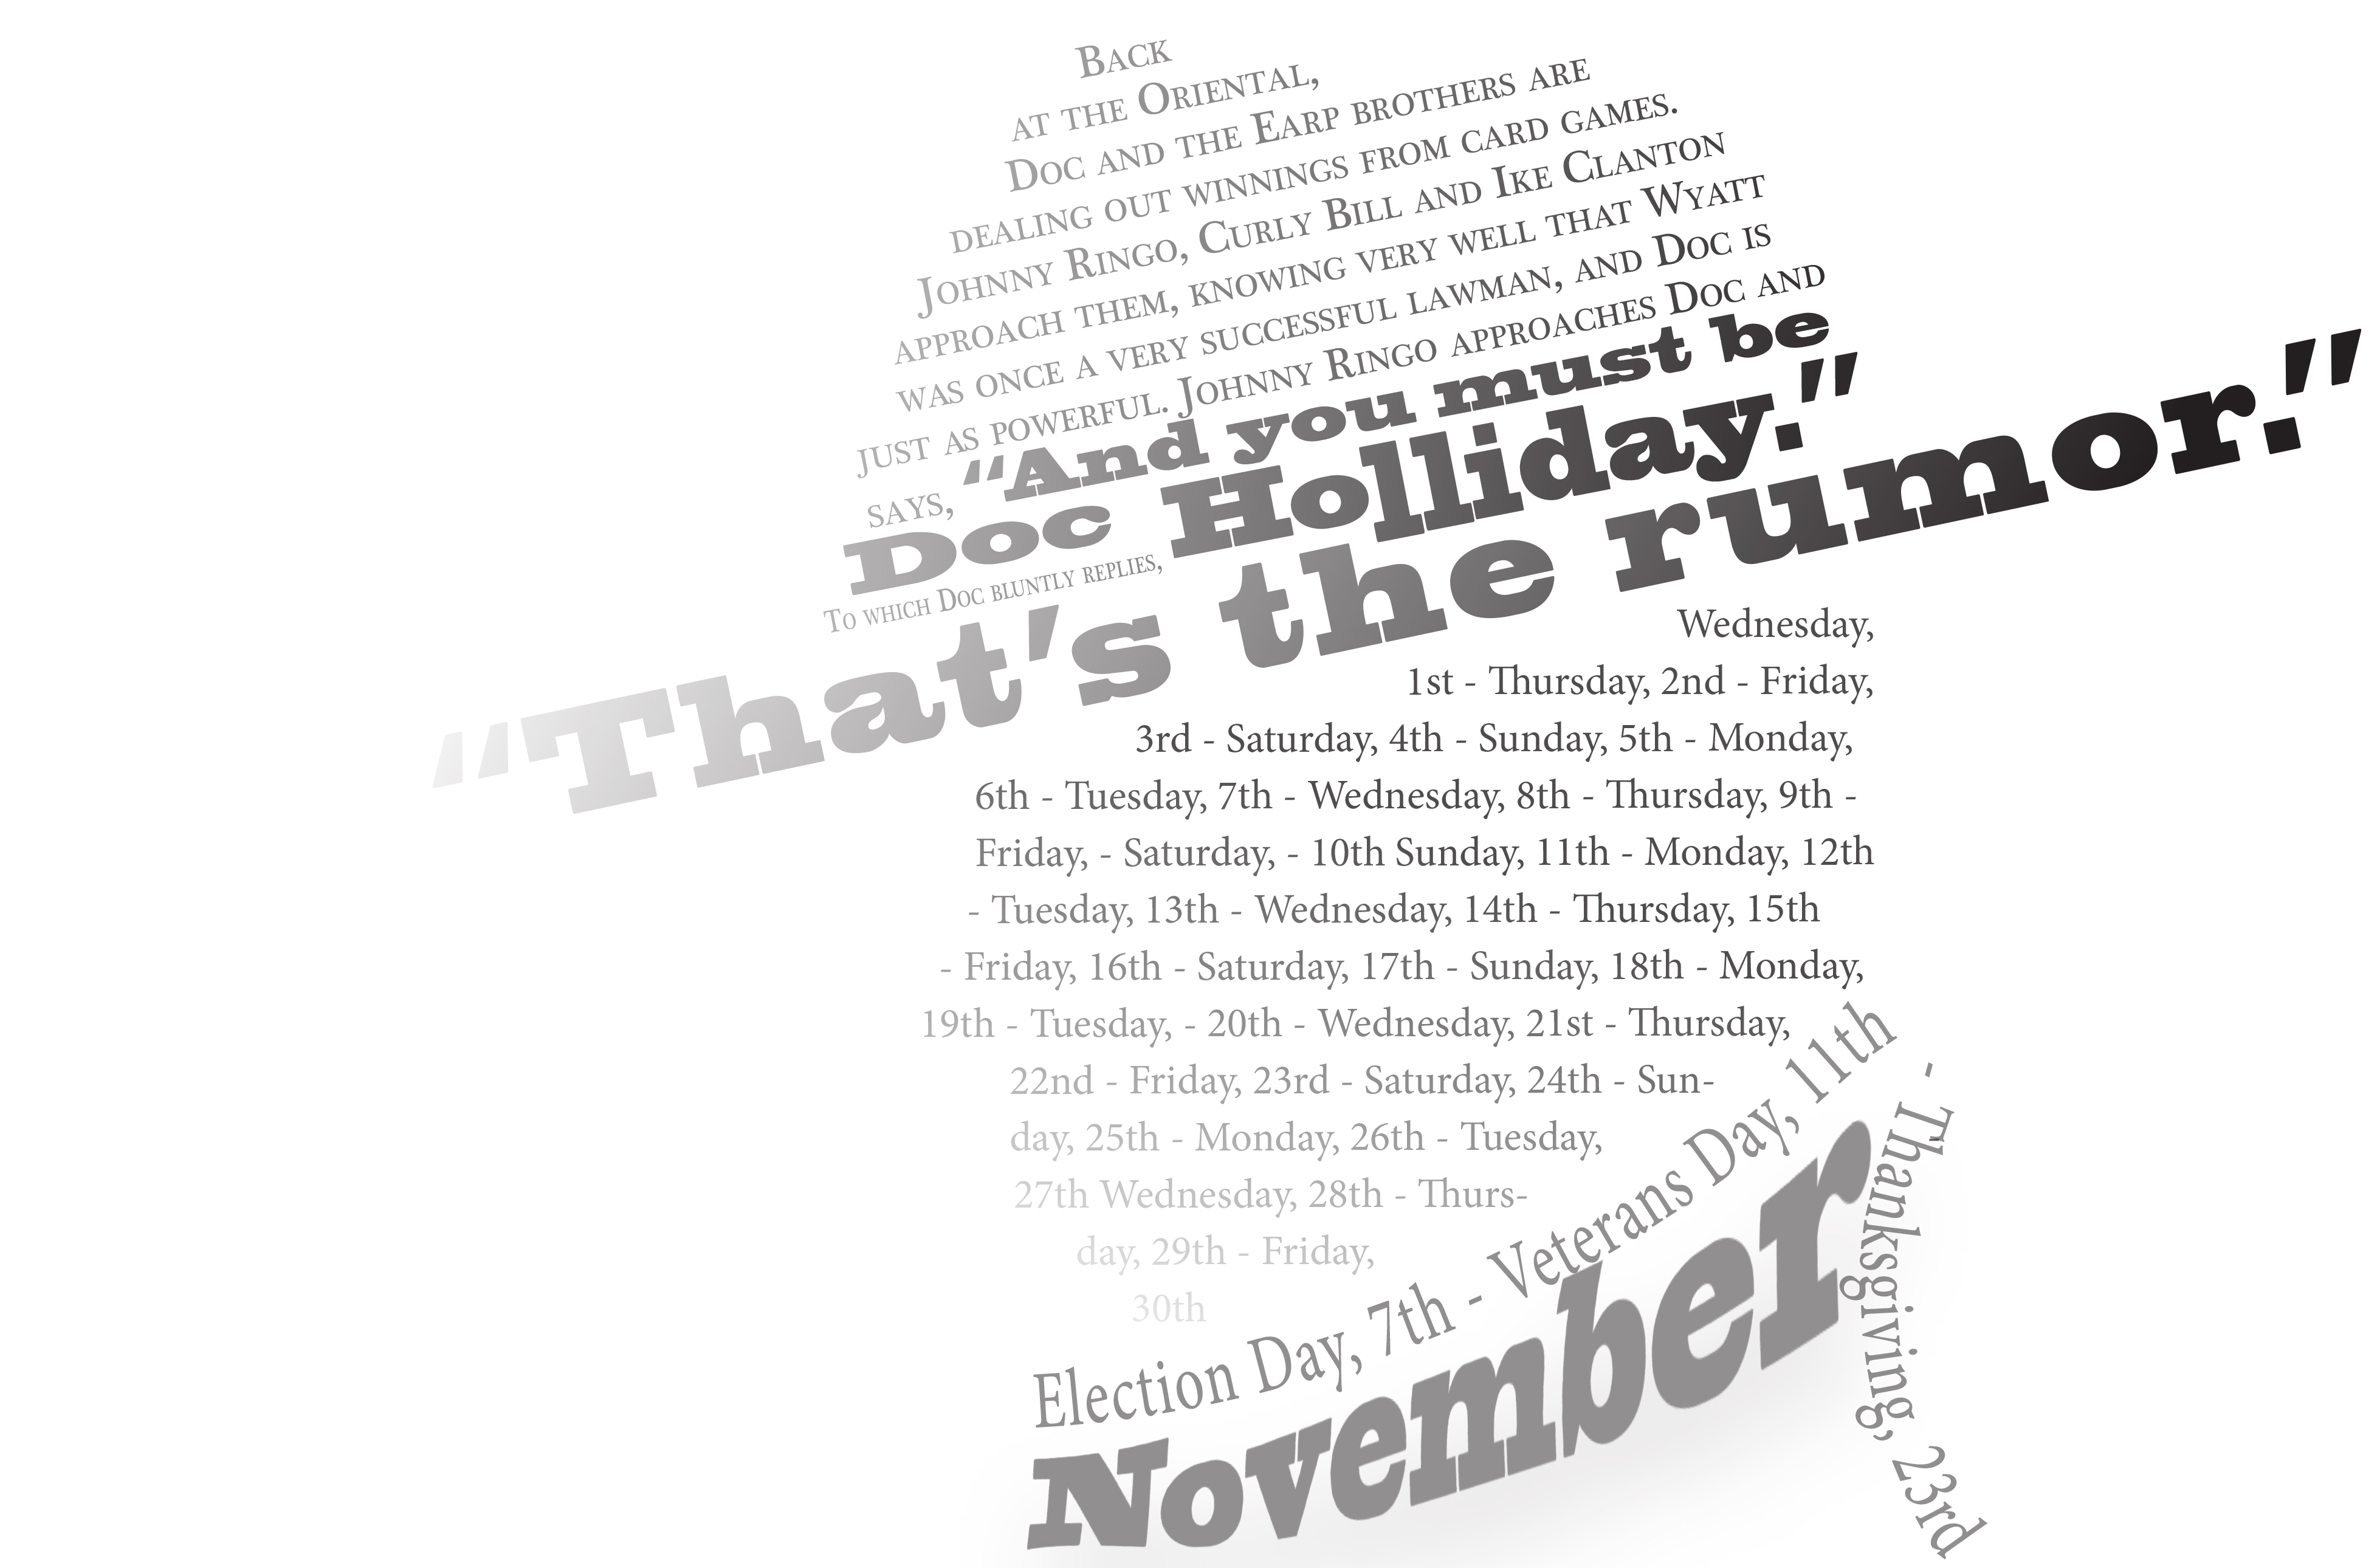 Back
at the Oriental,
Doc and the Earp brothers are
dealing out winnings from card games.
Johnny Ringo, Curly Bill and Ike Clanton
approach them, knowing very well that Wyatt
was once a very successful lawman, and Doc is
just as powerful. Johnny Ringo approaches Doc and
says, "And you must be
Doc Holliday."
To which Doc bluntly replies,
"That's the rumor."
Wednesday,
1st - Thursday, 2nd - Friday,
3rd - Saturday, 4th - Sunday, 5th - Monday,
6th - Tuesday, 7th - Wednesday, 8th - Thursday, 9th -
Friday, - Saturday, - 10th Sunday, 11th - Monday, 12th
- Tuesday, 13th - Wednesday, 14th - Thursday, 15th
- Friday, 16th - Saturday, 17th - Sunday, 18th - Monday,
19th - Tuesday, - 20th - Wednesday, 21st - Thursday,
22nd - Friday, 23rd - Saturday, 24th - Sun-
day, 25th - Monday, 26th - Tuesday,
27th Wednesday, 28th - Thurs-
day, 29th - Friday,
30th
Election Day, 7th - Veterans Day, 11th - Thanksgiving, 23rd
November